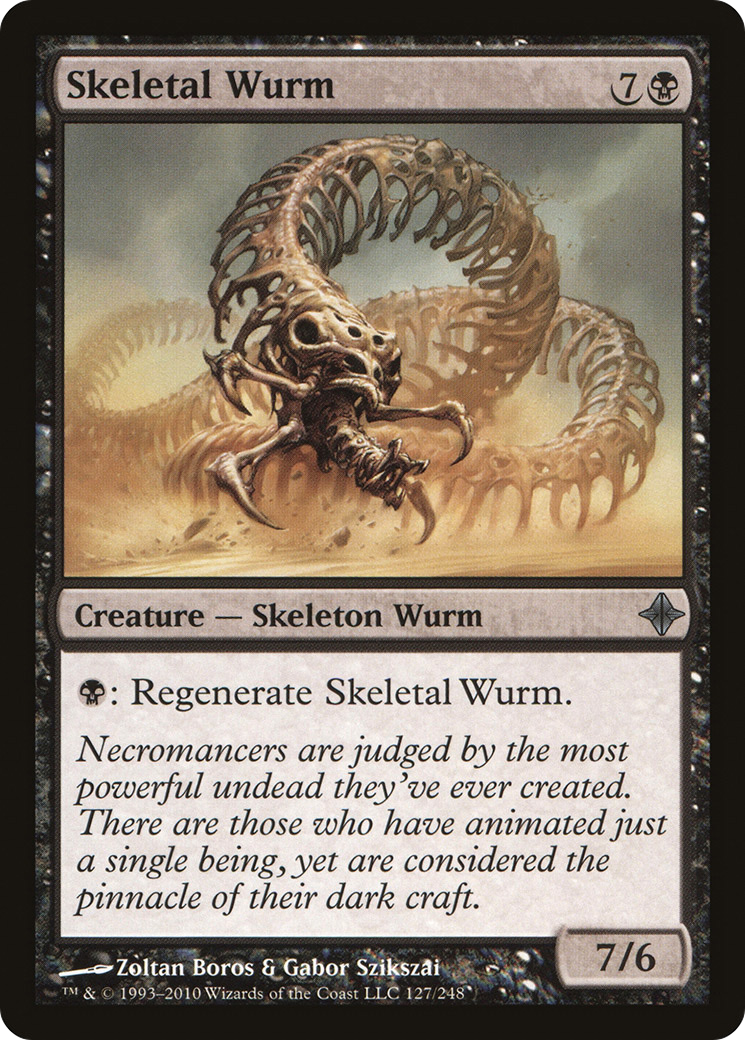 Skeletal Wurm 7
Creature — Skeleton Wurm
: Regenerate Skeletal Wurm.
Necromancers are judged by the most
powerful undead they’ve ever created.
There are those who have animated just
a single being, yet are considered the
pinnacle of their dark craft.
7/6
Zoltan Boros & Gabor Szikszai
™ & © 1993–2010 Wizards of the Coast LLC 127/248